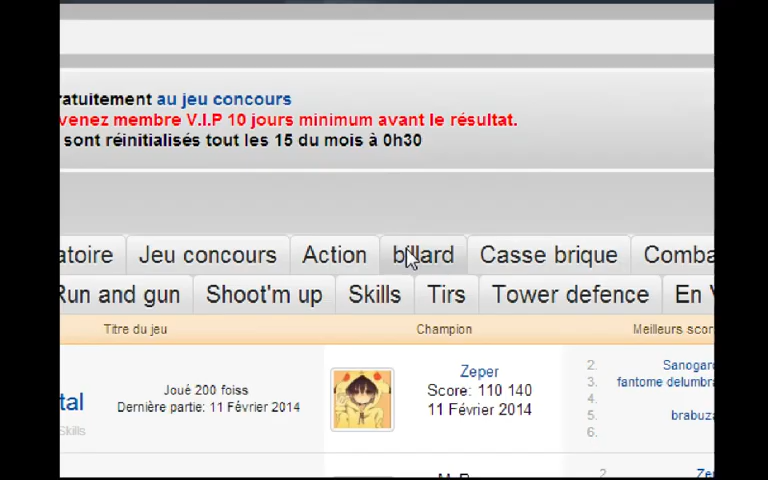 ratuitement au jeu concours
venez membre V.I.P 10 jours minimum avant le résultat.
sont réinitialisés tout les 15 du mois à 0h30
atoire Jeu concours Action billard Casse brique Comba
Run and gun Shoot'm up Skills Tirs Tower defence En V
Titre du jeu Champion Meilleurs scor
tal
Skills
Joué 200 foiss
Dernière partie: 11 Février 2014
Zeper
Score: 110 140
11 Février 2014
2. Sanogar
3. fantome delumbra
4.
5. brabuza
6.
2. Zep